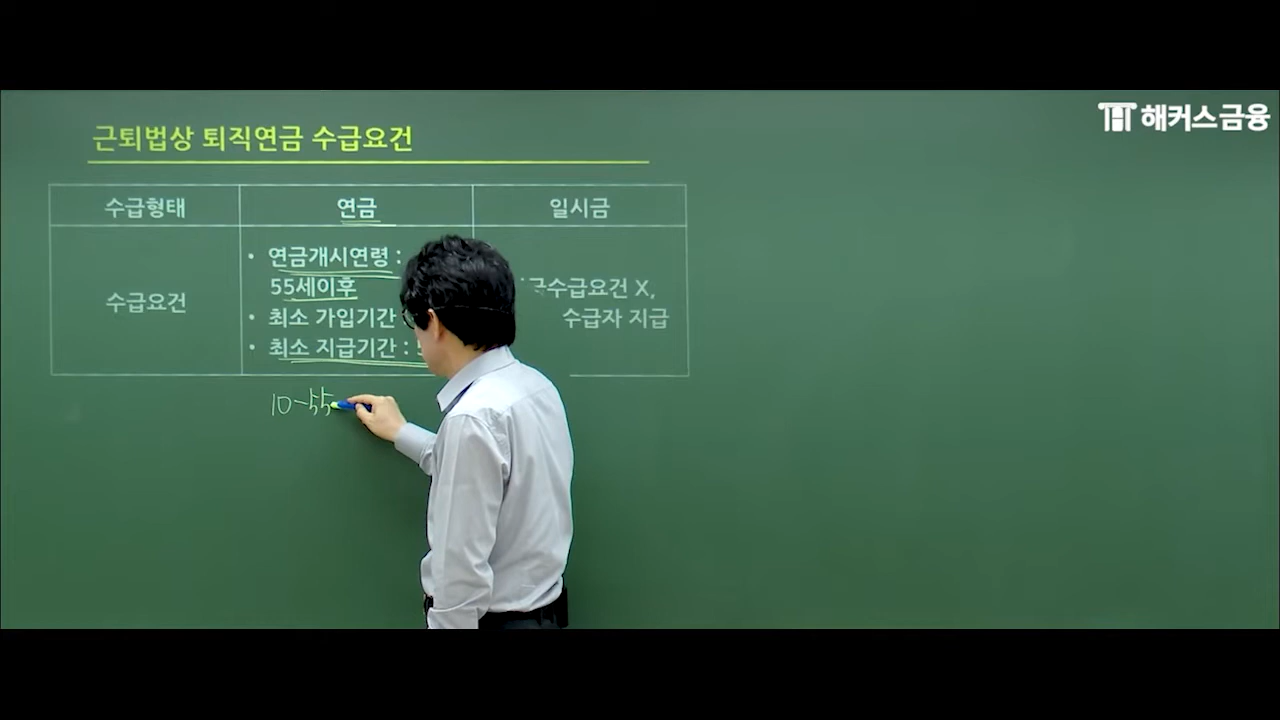 해커스금융
근퇴법상 퇴직연금 수급요건
수급형태 연금 일시금
수급요건
• 연금개시연령 :
55세이후
• 최소 가입기간
• 최소 지급기간 :
수급요건 X,
수급자 지급
10-55